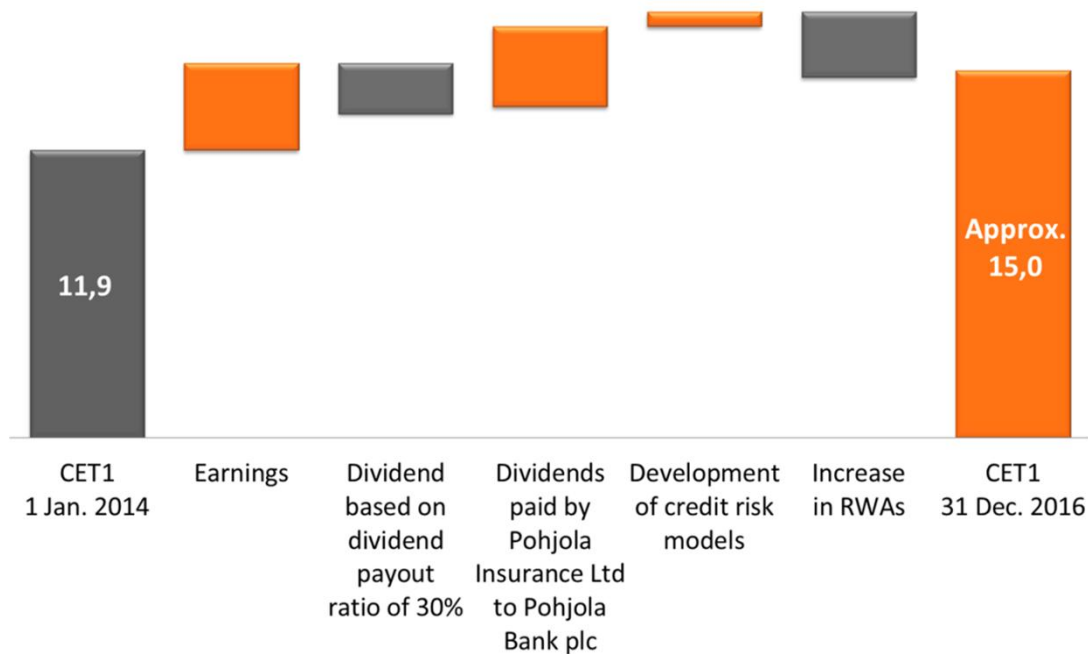 11,9
Approx.
15,0
CET1
1 Jan. 2014
Earnings
Dividend
based on
dividend
payout
ratio of 30%
Dividends
paid by
Pohjola
Insurance Ltd
to Pohjola
Bank plc
Development
of credit risk
models
Increase
in RWAs
CET1
31 Dec. 2016